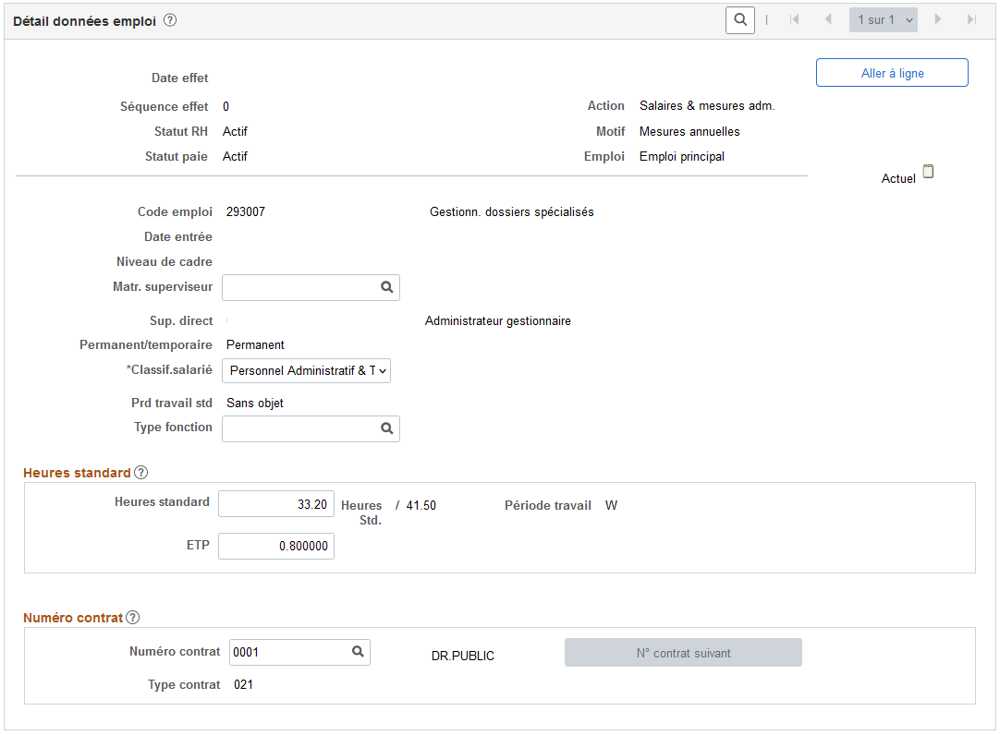 Détail données emploi ?
1 sur 1
Date effet
Aller à ligne
Séquence effet 0 Action Salaires & mesures adm.
Statut RH Actif Motif Mesures annuelles
Statut paie Actif Emploi Emploi principal
Actuel
Code emploi 293007 Gestionn. dossiers spécialisés
Date entrée
Niveau de cadre
Matr. superviseur
Sup. direct Administrateur gestionnaire
Permanent/temporaire Permanent
*Classif.salarié Personnel Administratif & T
Prd travail std Sans objet
Type fonction
Heures standard ?
Heures standard 33.20 Heures Std. / 41.50 Période travail W
ETP 0.800000
Numéro contrat ?
Numéro contrat 0001 DR.PUBLIC N° contrat suivant
Type contrat 021